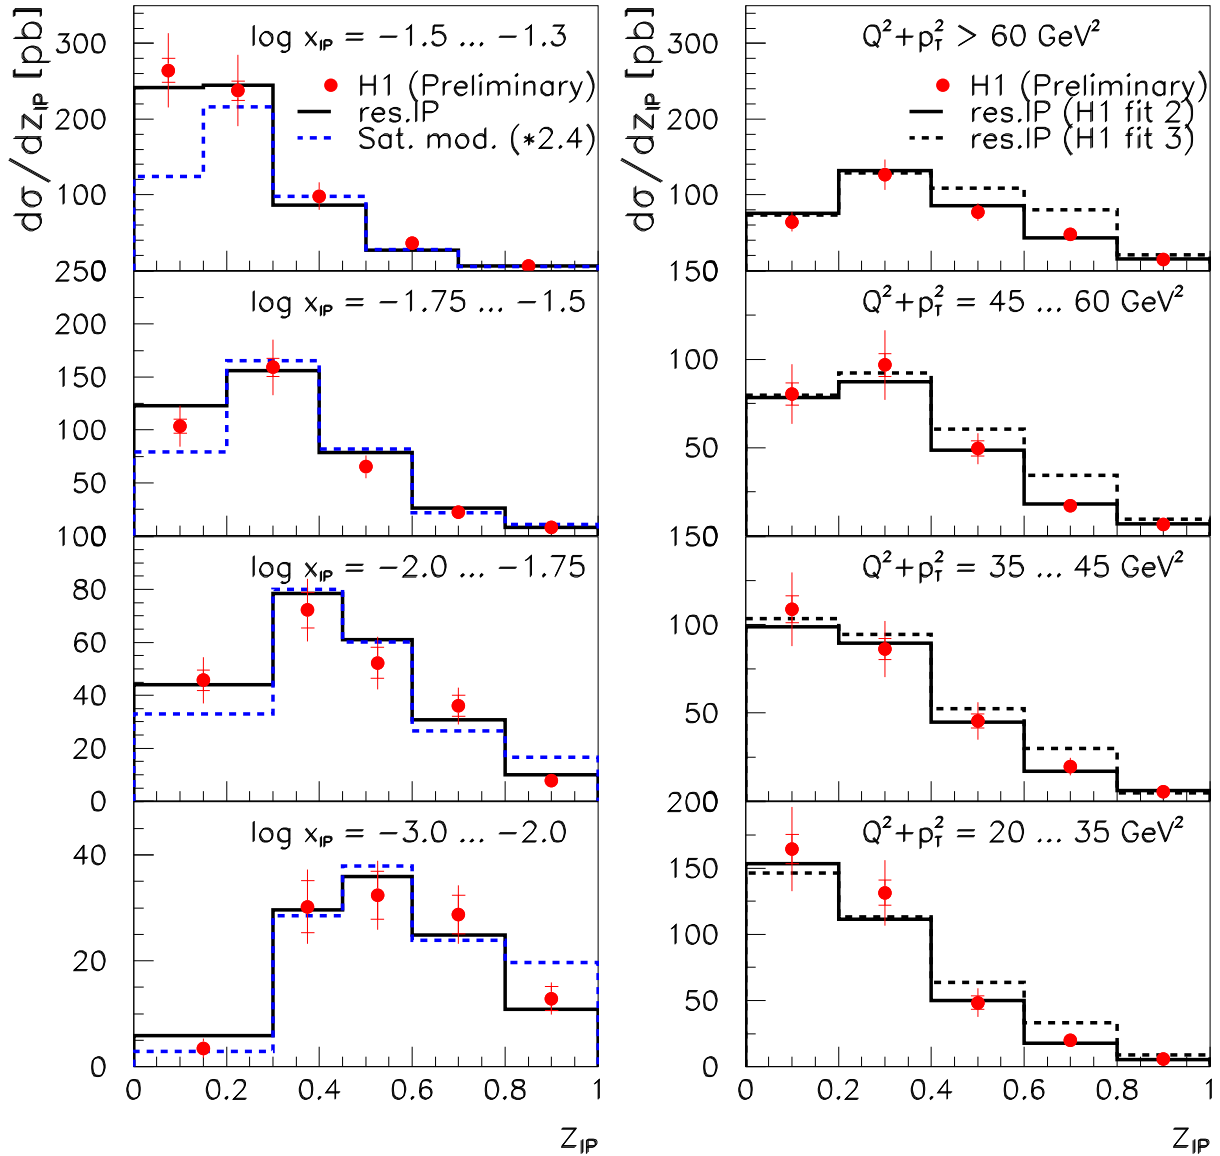 dσ/dz_IP [pb]
log x_IP = −1.5 ... −1.3
H1 (Preliminary)
res.IP
Sat. mod. (*2.4)
300
200
100
0
log x_IP = −1.75 ... −1.5
250
200
150
100
50
0
log x_IP = −2.0 ... −1.75
100
80
60
40
20
0
log x_IP = −3.0 ... −2.0
40
20
0
0 0.2 0.4 0.6 0.8 1
z_IP
dσ/dz_IP [pb]
Q²+p_T² > 60 GeV²
H1 (Preliminary)
res.IP (H1 fit 2)
res.IP (H1 fit 3)
300
200
100
0
Q²+p_T² = 45 ... 60 GeV²
150
100
50
0
Q²+p_T² = 35 ... 45 GeV²
150
100
50
0
Q²+p_T² = 20 ... 35 GeV²
200
150
100
50
0
0 0.2 0.4 0.6 0.8 1
z_IP